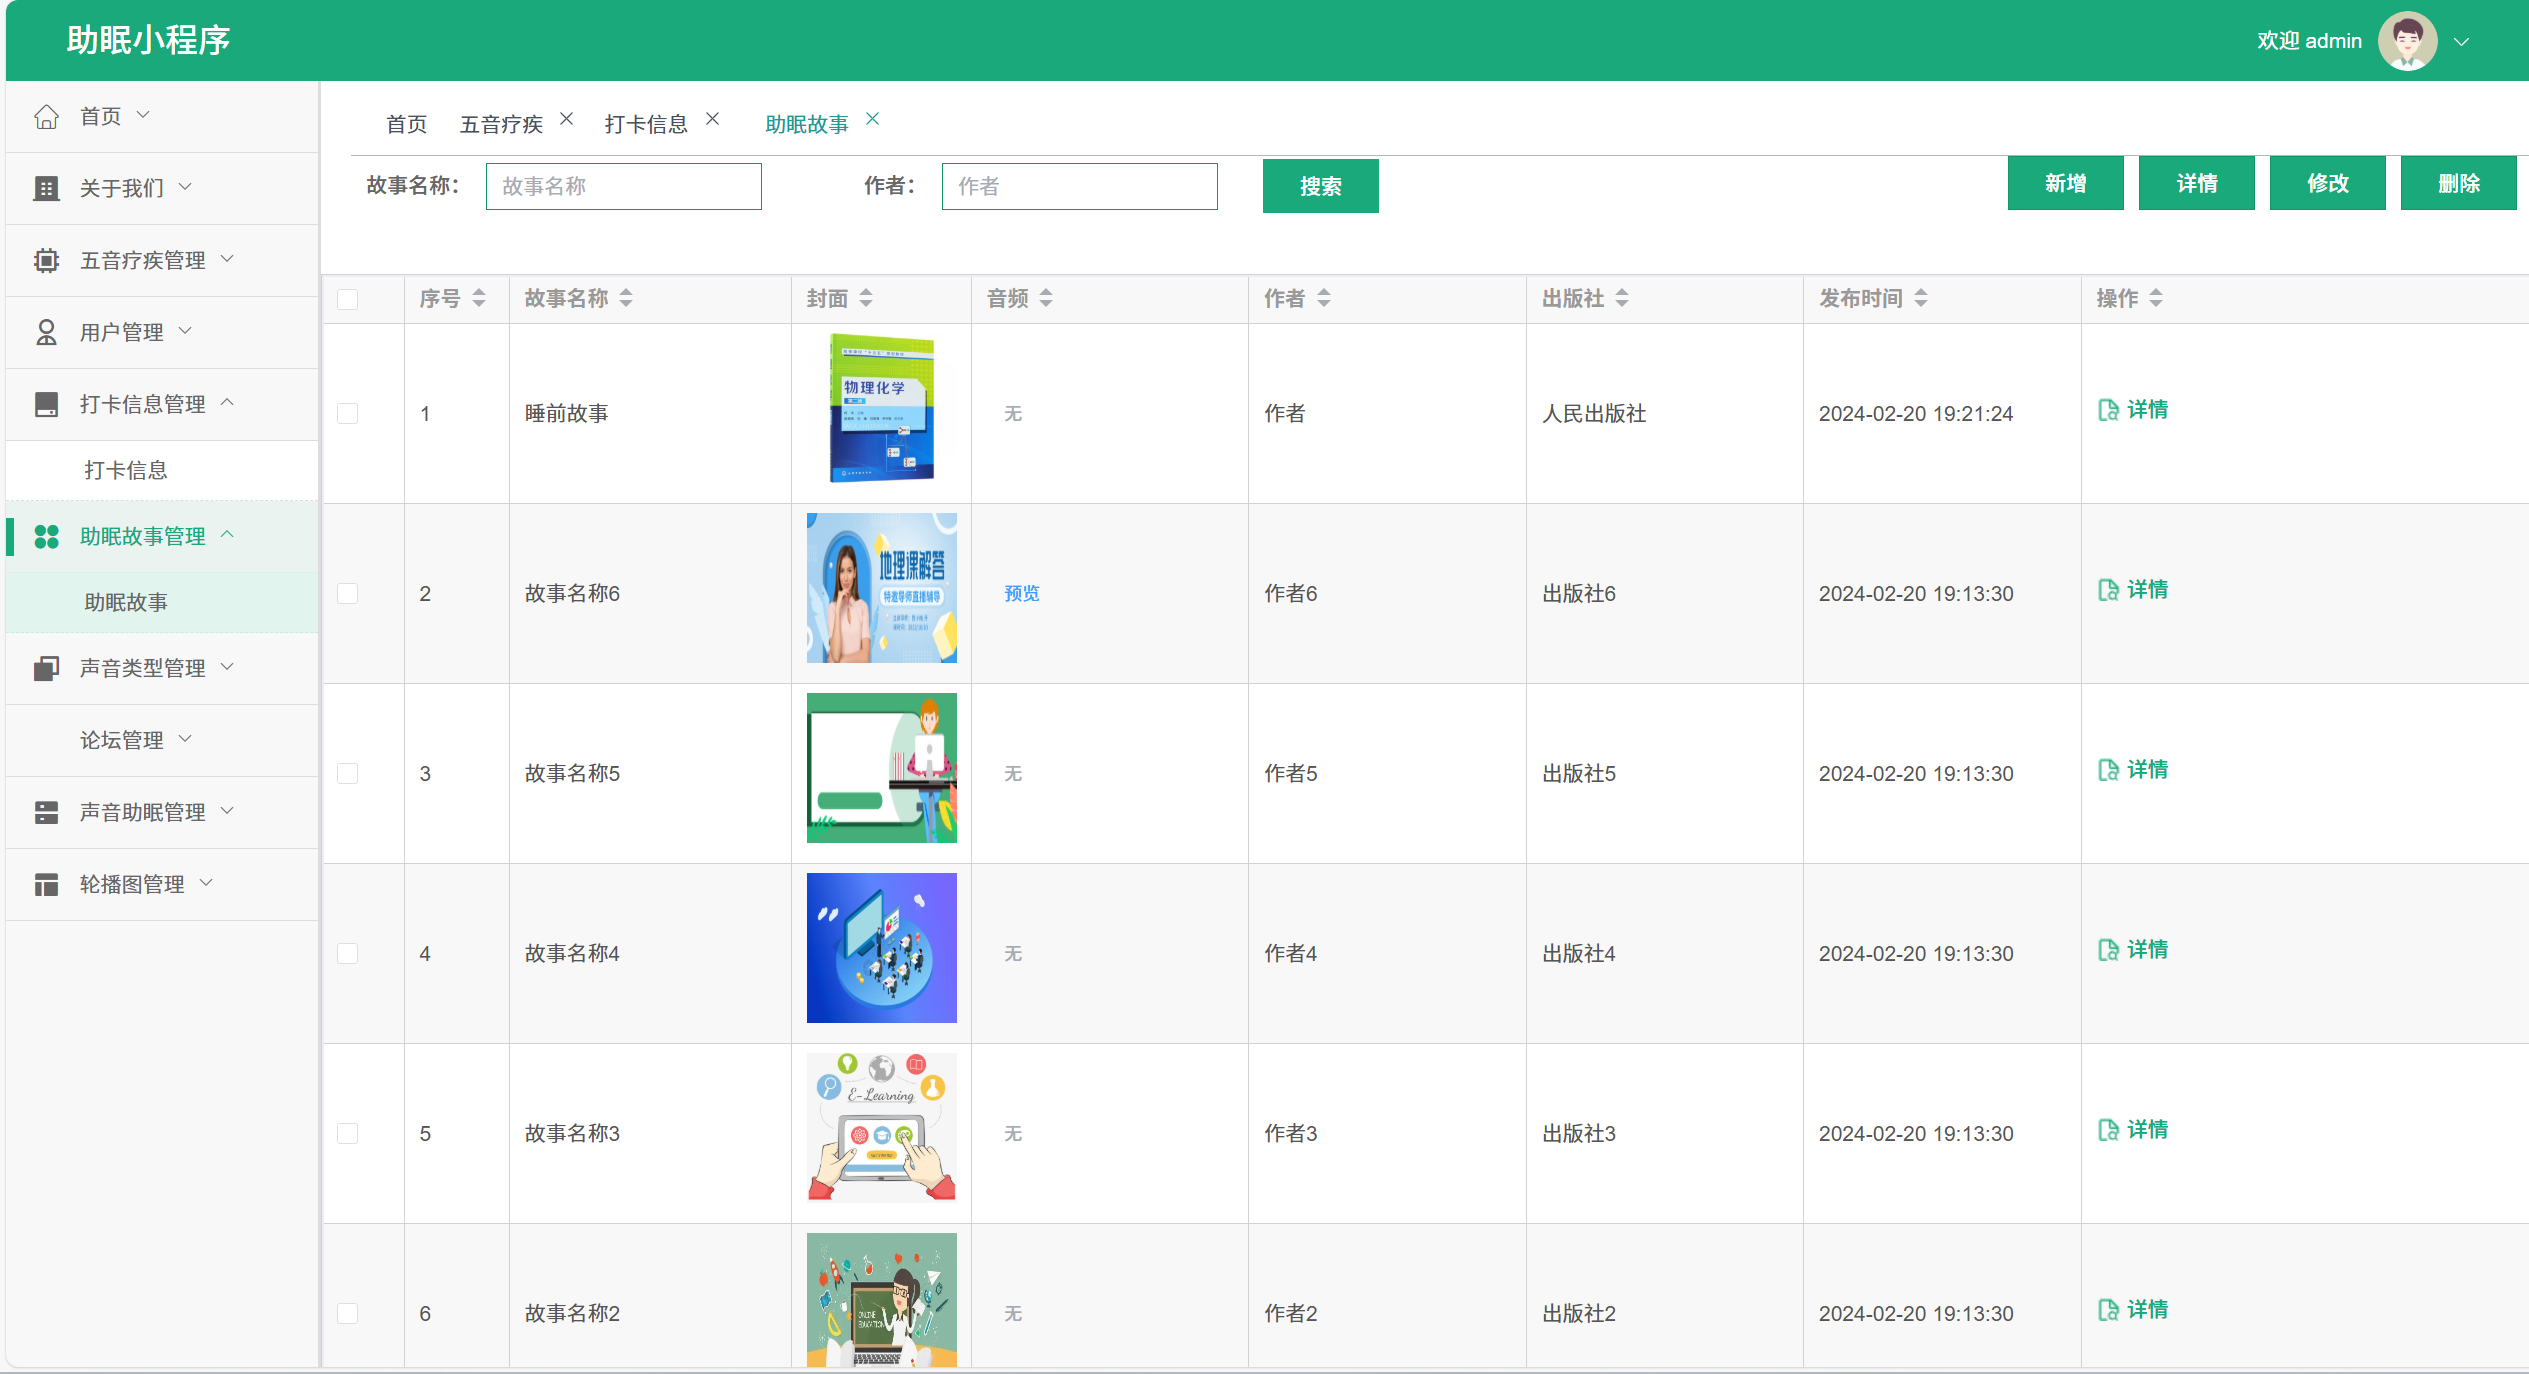 助眠小程序
欢迎 admin
首页
关于我们
五音疗疾管理
用户管理
打卡信息管理
打卡信息
助眠故事管理
助眠故事
声音类型管理
论坛管理
声音助眠管理
轮播图管理
首页 五音疗疾 打卡信息 助眠故事
故事名称： 故事名称 作者： 作者 搜索 新增 详情 修改 删除
序号 故事名称 封面 音频 作者 出版社 发布时间 操作
物理化学
1 睡前故事 无 作者 人民出版社 2024-02-20 19:21:24 详情
地理课解答
特邀导师直播辅导
2 故事名称6 预览 作者6 出版社6 2024-02-20 19:13:30 详情
3 故事名称5 无 作者5 出版社5 2024-02-20 19:13:30 详情
4 故事名称4 无 作者4 出版社4 2024-02-20 19:13:30 详情
E-Learning
5 故事名称3 无 作者3 出版社3 2024-02-20 19:13:30 详情
6 故事名称2 无 作者2 出版社2 2024-02-20 19:13:30 详情
ONLINE
EDUCATION